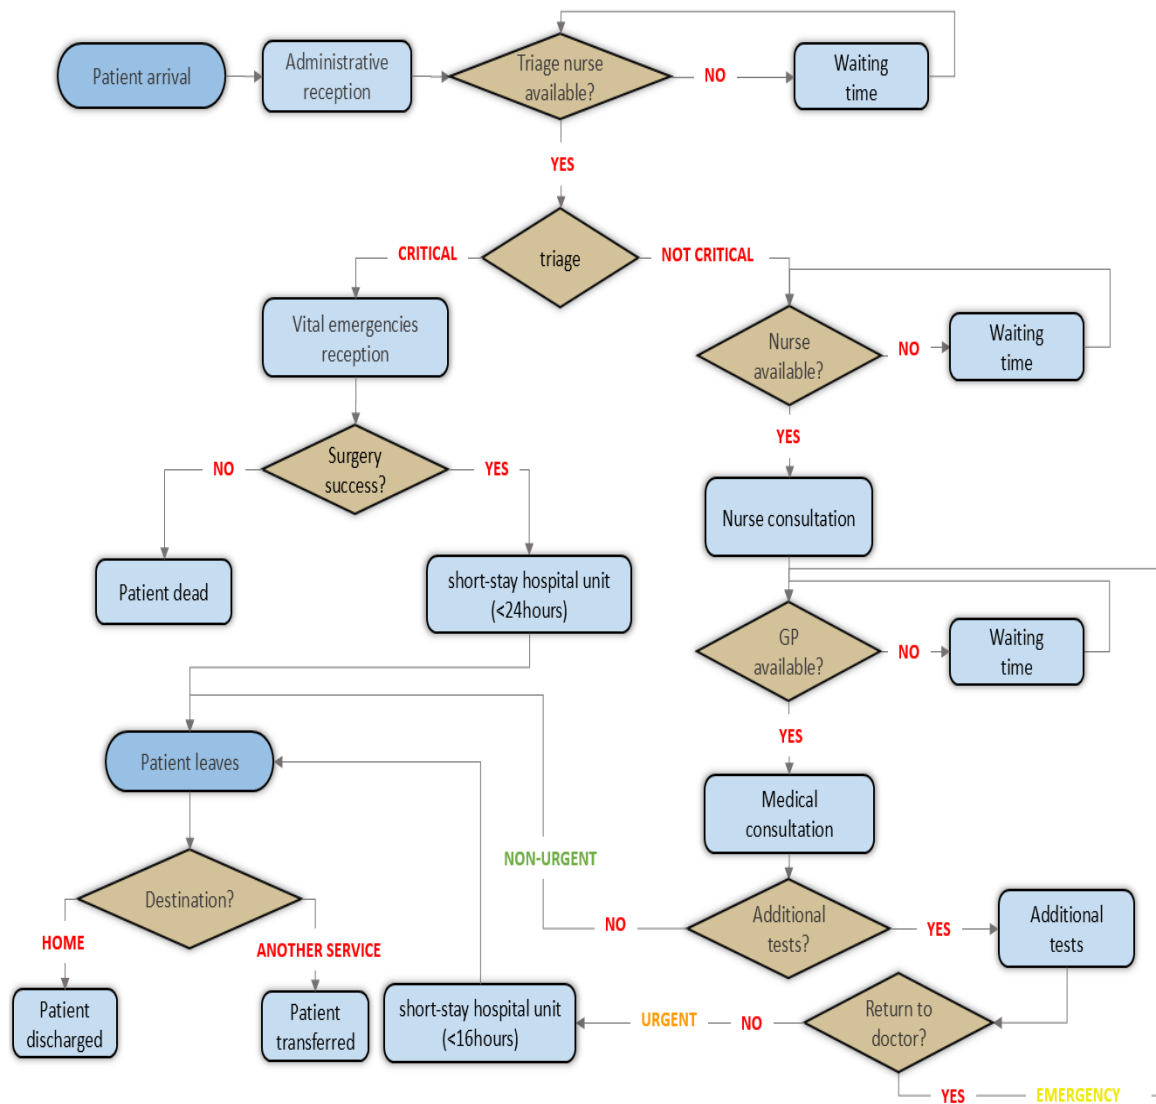 Patient arrival
Administrative
reception
Triage nurse
available?
NO
Waiting
time
YES
triage
CRITICAL
NOT CRITICAL
Vital emergencies
reception
Nurse
available?
NO
Waiting
time
YES
Surgery
success?
NO
YES
Nurse consultation
Patient dead
short-stay hospital unit
(<24hours)
GP
available?
NO
Waiting
time
YES
Patient leaves
Medical
consultation
NON-URGENT
Destination?
NO
Additional
tests?
YES
Additional
tests
HOME
ANOTHER SERVICE
Patient
discharged
Patient
transferred
short-stay hospital unit
(<16hours)
URGENT
NO
Return to
doctor?
YES
EMERGENCY